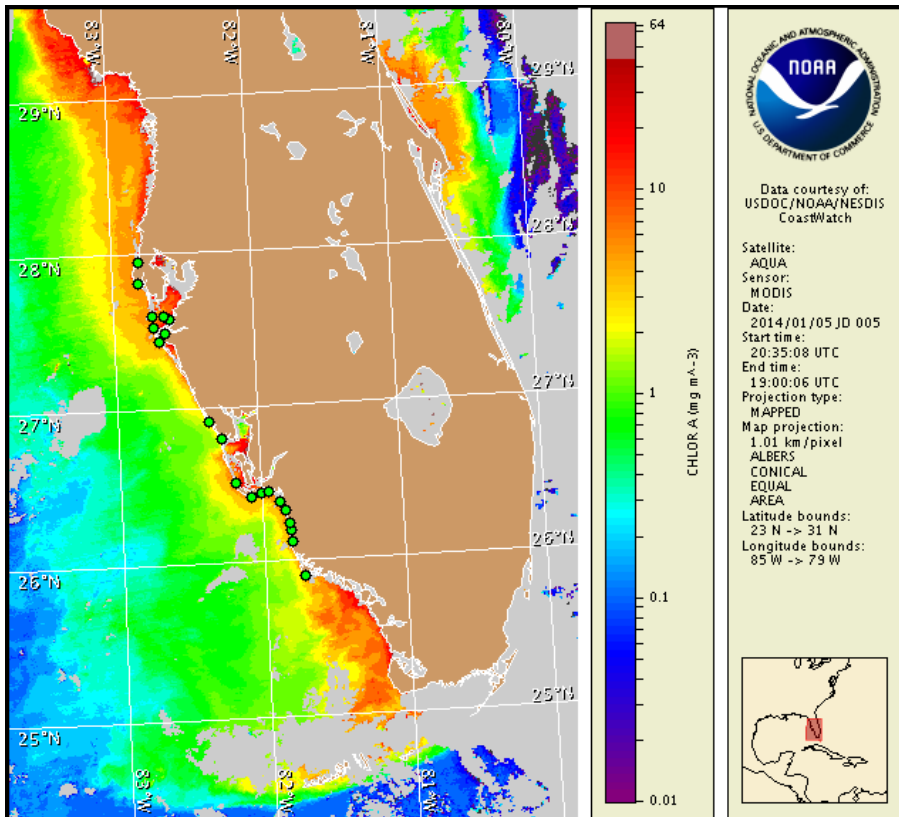 83°W
82°W
81°W
80°W
29°N
29°N
28°N
28°N
27°N
27°N
26°N
26°N
25°N
25°N
83°W
82°W
81°W
64
10
1
0.1
0.01
CHLOR A (mg m^-3)
NATIONAL OCEANIC AND ATMOSPHERIC ADMINISTRATION
NOAA
U.S. DEPARTMENT OF COMMERCE
Data courtesy of:
USDOC/NOAA/NESDIS
CoastWatch
Satellite:
AQUA
Sensor:
MODIS
Date:
2014/01/05 JD 005
Start time:
20:35:08 UTC
End time:
19:00:06 UTC
Projection type:
MAPPED
Map projection:
1.01 km/pixel
ALBERS
CONICAL
EQUAL
AREA
Latitude bounds:
23 N -> 31 N
Longitude bounds:
85 W -> 79 W